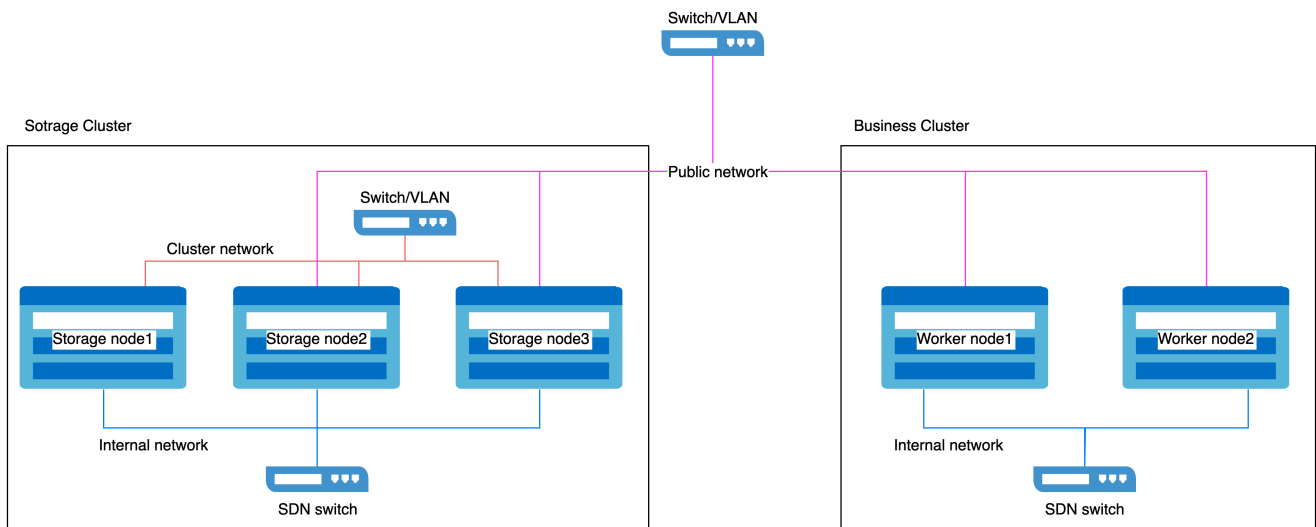 Switch/VLAN
Sotrage Cluster
Business Cluster
Public network
Switch/VLAN
Cluster network
Storage node1
Storage node2
Storage node3
Worker node1
Worker node2
Internal network
Internal network
SDN switch
SDN switch